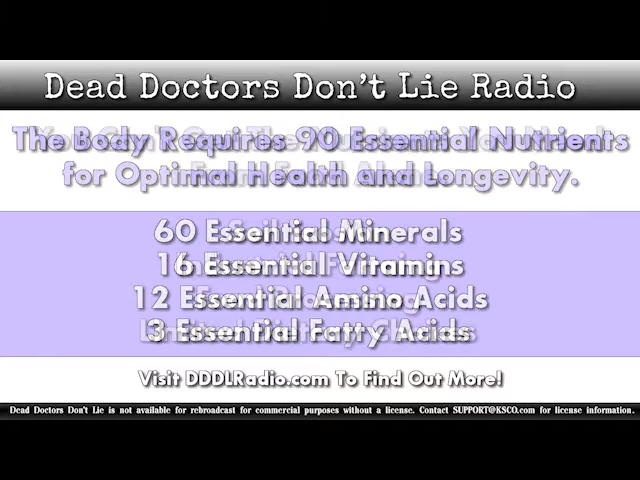 Dead Doctors Don't Lie Radio
The Body Requires 90 Essential Nutrients
for Optimal Health and Longevity.
60 Essential Minerals
16 Essential Vitamins
12 Essential Amino Acids
3 Essential Fatty Acids
Visit DDDLRadio.com To Find Out More!
Dead Doctors Don't Lie is not available for rebroadcast for commercial purposes without a license. Contact SUPPORT@KSCO.com for license information.